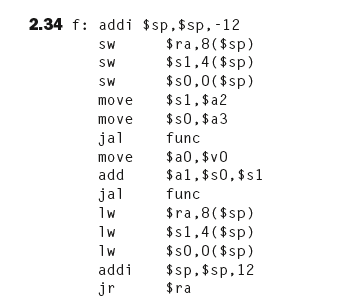 2.34 f: addi $sp,$sp,-12
sw $ra,8($sp)
sw $s1,4($sp)
sw $s0,0($sp)
move $s1,$a2
move $s0,$a3
jal func
move $a0,$v0
add $a1,$s0,$s1
jal func
lw $ra,8($sp)
lw $s1,4($sp)
lw $s0,0($sp)
addi $sp,$sp,12
jr $ra